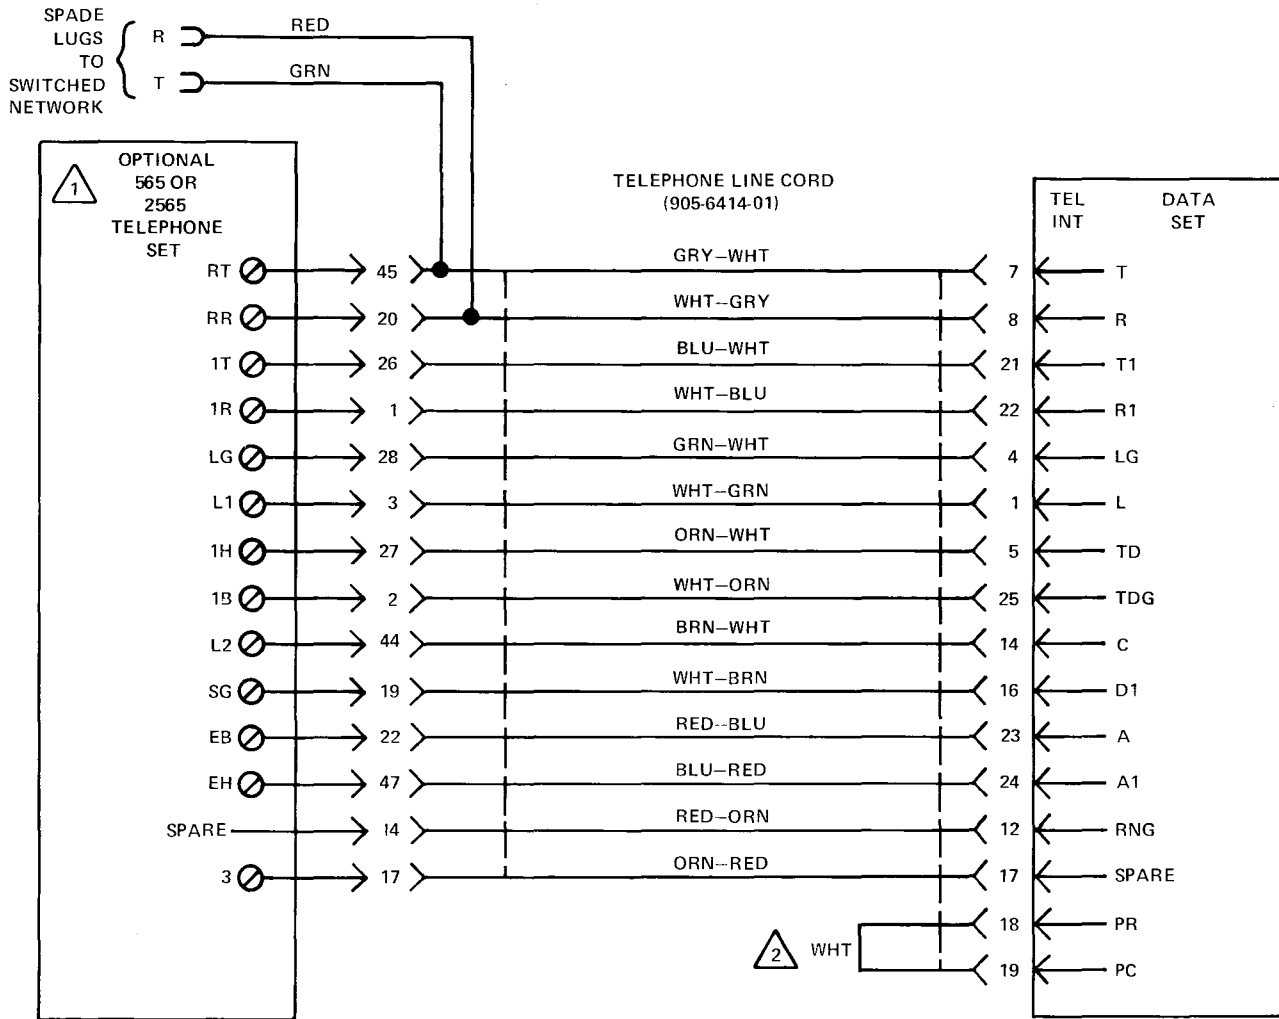 SPADE
LUGS
TO
SWITCHED
NETWORK
R RED
T GRN
1
OPTIONAL
565 OR
2565
TELEPHONE
SET
TELEPHONE LINE CORD
(905-6414-01)
TEL
INT
DATA
SET
RT 45 GRY–WHT 7 T
RR 20 WHT–GRY 8 R
1T 26 BLU–WHT 21 T1
1R 1 WHT–BLU 22 R1
LG 28 GRN–WHT 4 LG
L1 3 WHT–GRN 1 L
1H 27 ORN–WHT 5 TD
1B 2 WHT–ORN 25 TDG
L2 44 BRN–WHT 14 C
SG 19 WHT–BRN 16 D1
EB 22 RED–BLU 23 A
EH 47 BLU–RED 24 A1
SPARE 14 RED–ORN 12 RNG
3 17 ORN–RED 17 SPARE
18 PR
2 WHT
19 PC